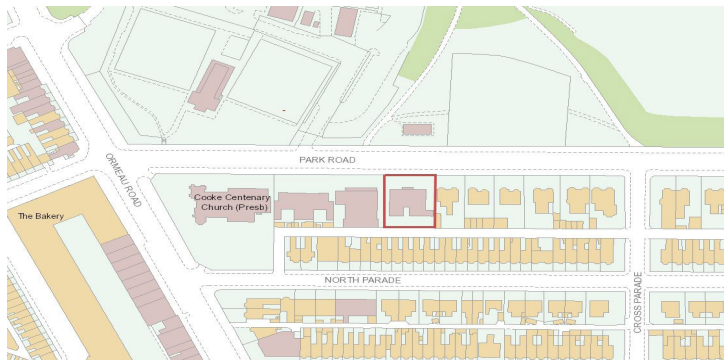 PARK ROAD
ORMEAU ROAD
Cooke Centenary
Church (Presb)
The Bakery
NORTH PARADE
CROSS PARADE